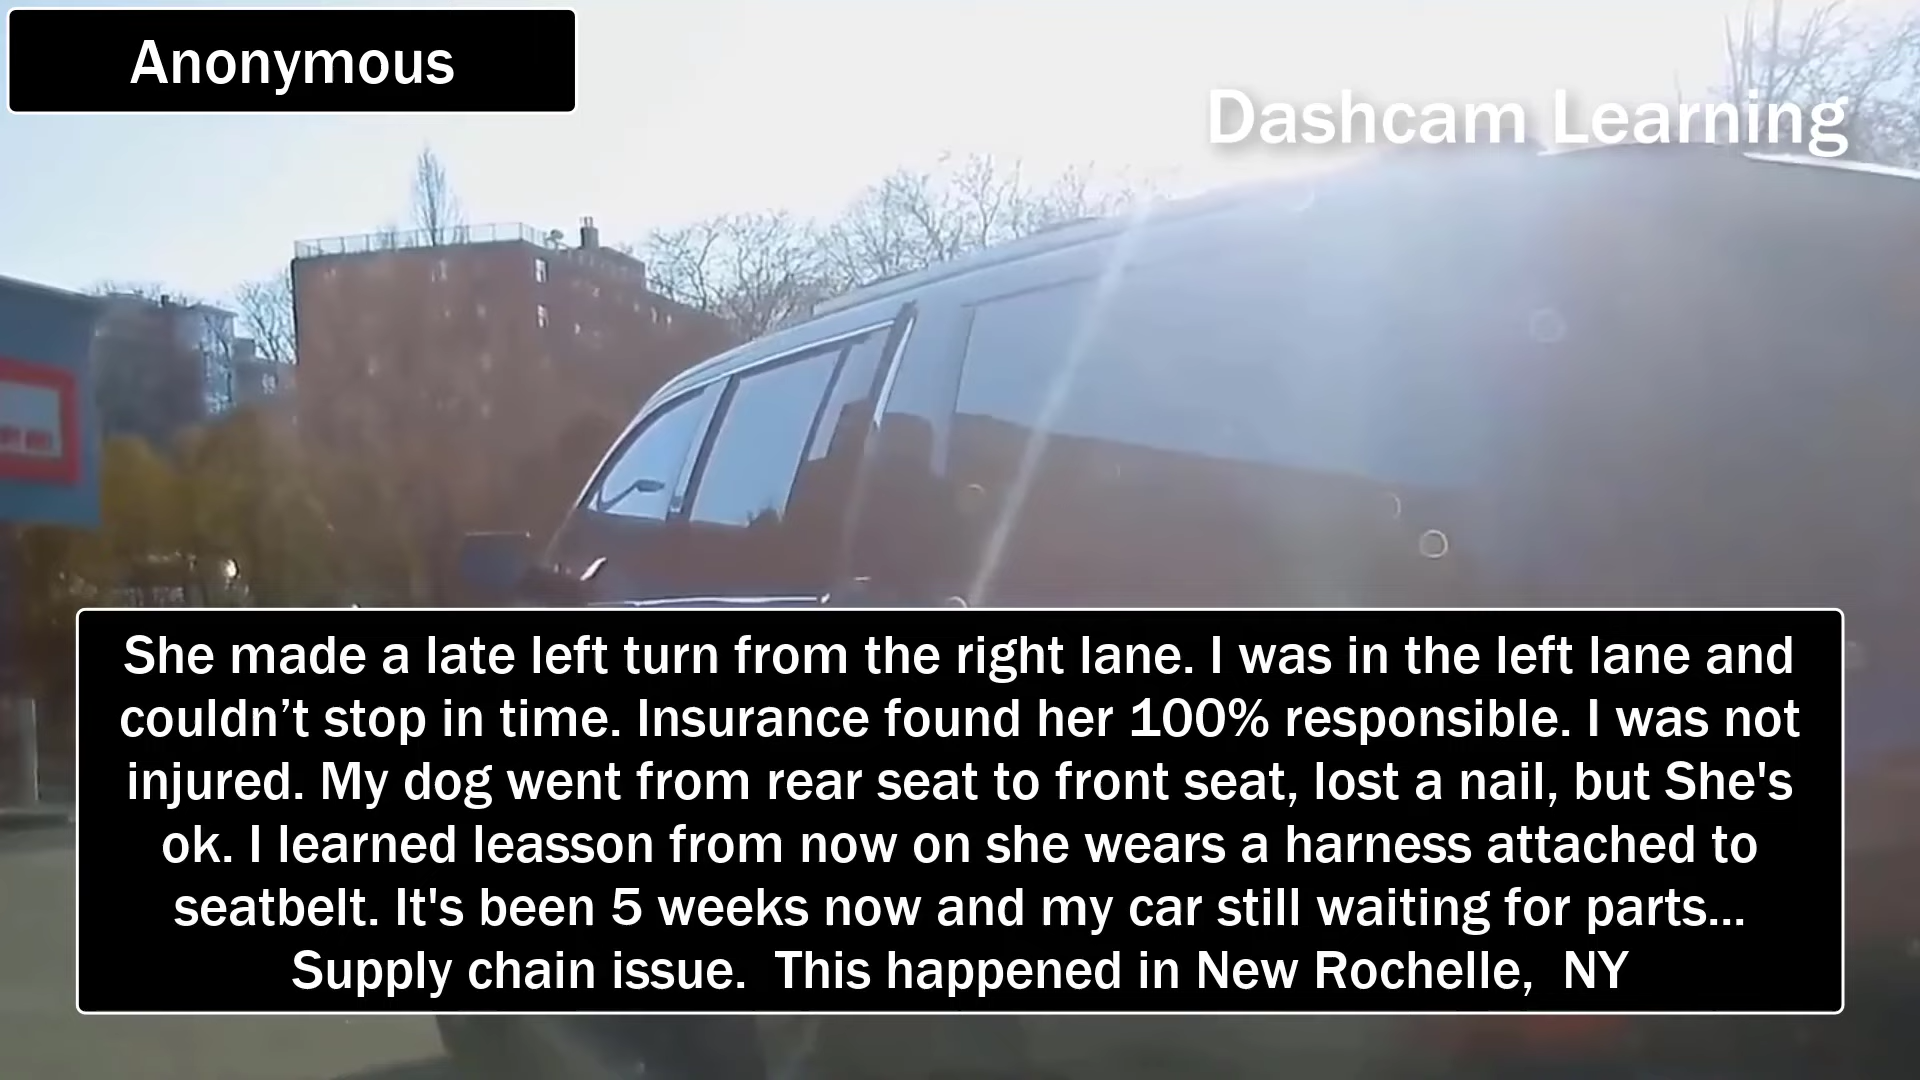 Anonymous
Dashcam Learning
She made a late left turn from the right lane. I was in the left lane and
couldn’t stop in time. Insurance found her 100% responsible. I was not
injured. My dog went from rear seat to front seat, lost a nail, but She's
ok. I learned leasson from now on she wears a harness attached to
seatbelt. It's been 5 weeks now and my car still waiting for parts...
Supply chain issue.  This happened in New Rochelle,  NY